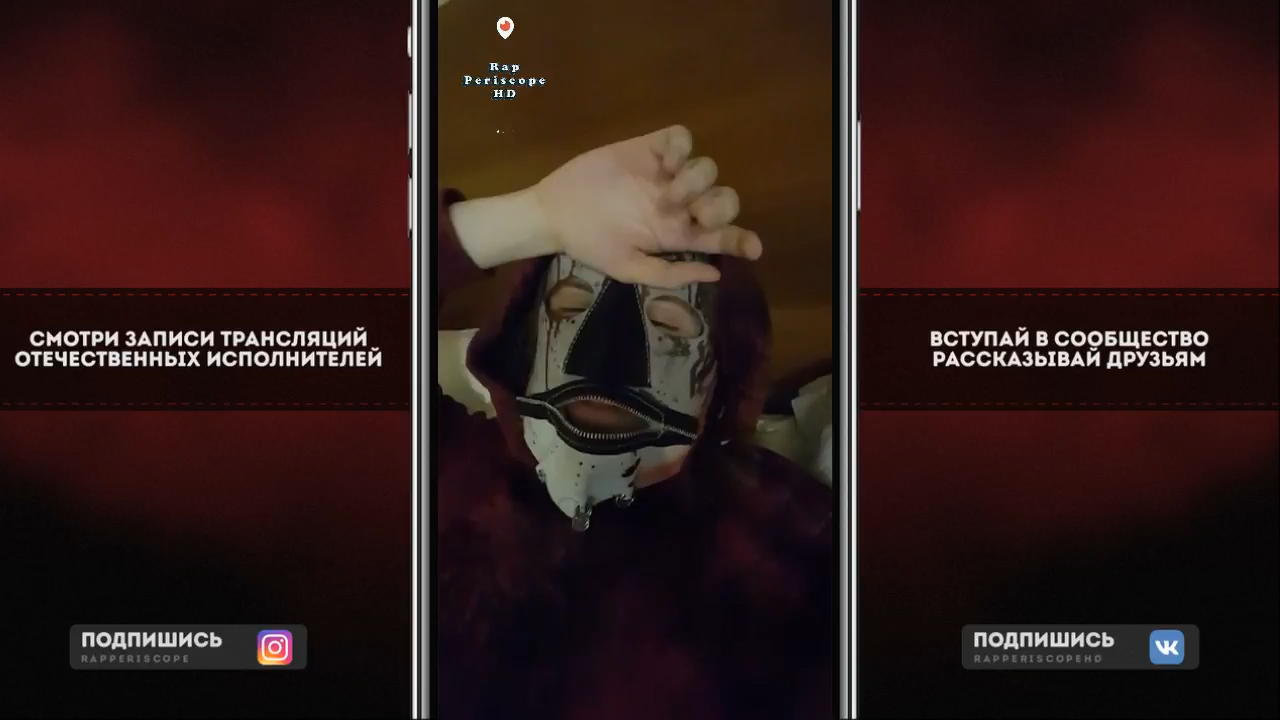 Rap
Periscope
HD
СМОТРИ ЗАПИСИ ТРАНСЛЯЦИЙ
ОТЕЧЕСТВЕННЫХ ИСПОЛНИТЕЛЕЙ
ВСТУПАЙ В СООБЩЕСТВО
РАССКАЗЫВАЙ ДРУЗЬЯМ
ПОДПИШИСЬ
RAPPERISCOPE
ПОДПИШИСЬ
RAPPERISCOPEHD